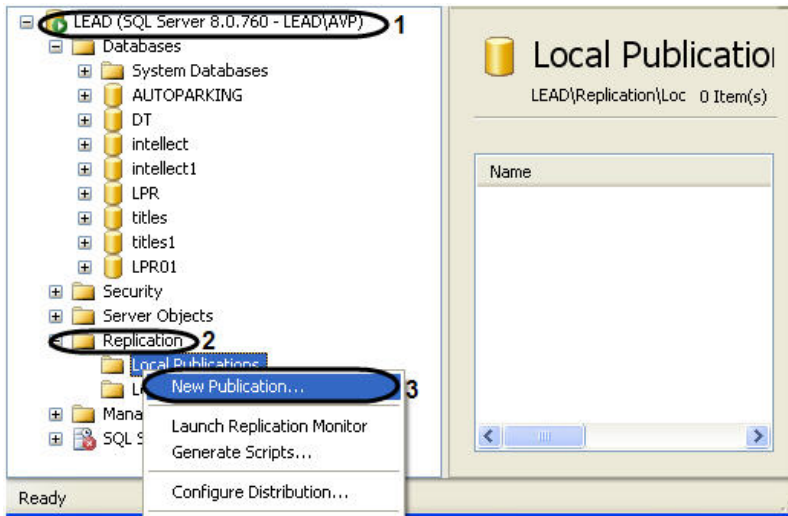 LEAD (SQL Server 8.0.760 - LEAD\AVP) 1
Databases
System Databases
AUTOPARKING
DT
intellect
intellect1
LPR
titles
titles1
LPR01
Security
Server Objects
Replication 2
Local Publications
New Publication... 3
Launch Replication Monitor
Generate Scripts...
Configure Distribution...
Ready
Local Publication
LEAD\Replication\Loc 0 Item(s)
Name